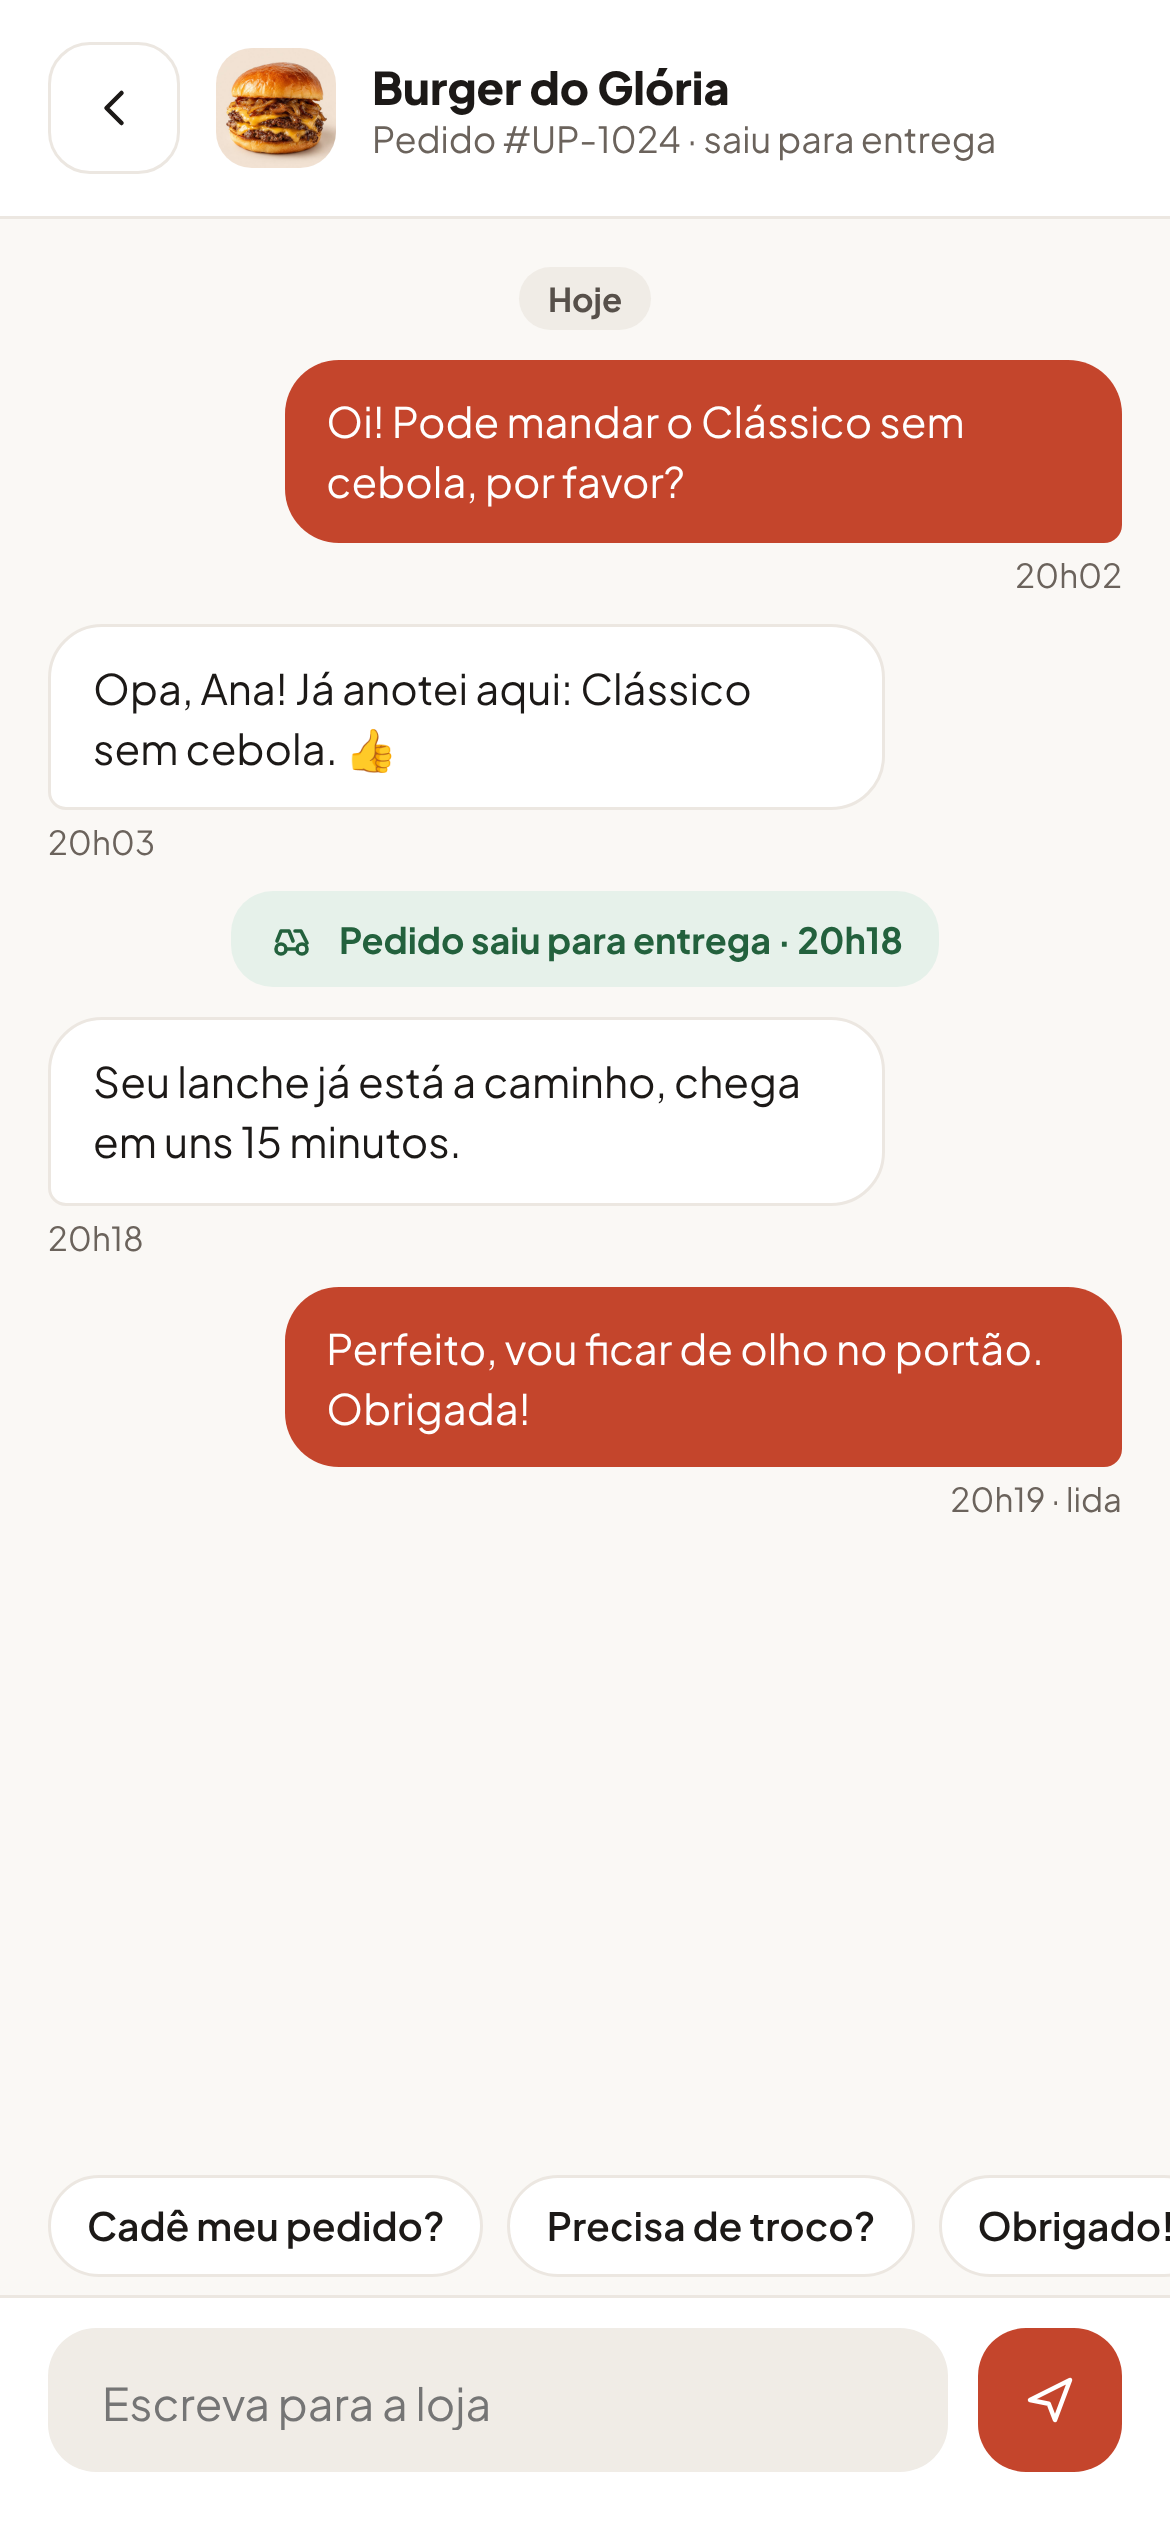 Burger do Glória
Pedido #UP-1024 · saiu para entrega
Hoje
Oi! Pode mandar o Clássico sem
cebola, por favor?
20h02
Opa, Ana! Já anotei aqui: Clássico
sem cebola. 👍
20h03
Pedido saiu para entrega · 20h18
Seu lanche já está a caminho, chega
em uns 15 minutos.
20h18
Perfeito, vou ficar de olho no portão.
Obrigada!
20h19 · lida
Cadê meu pedido?
Precisa de troco?
Obrigado!
Escreva para a loja